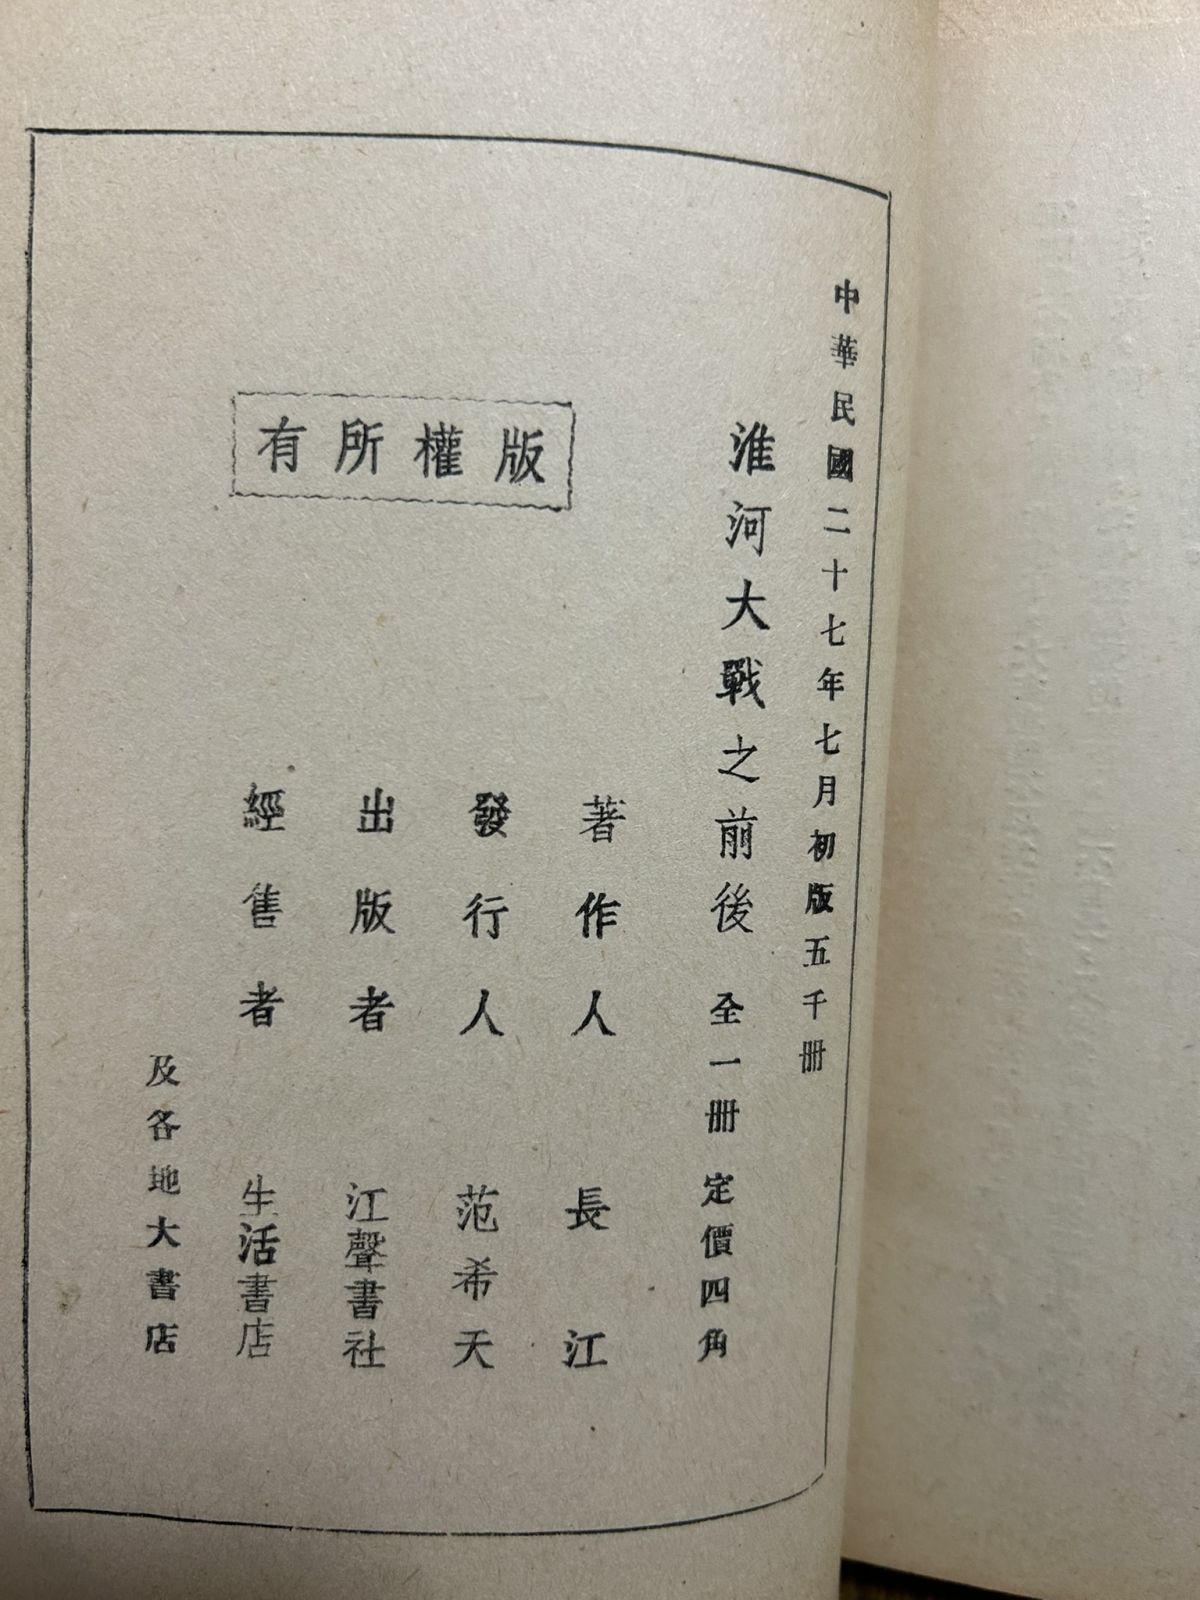 中華民國二十七年七月初版五千冊
淮河大戰之前後 全一冊 定價四角
著作人 長江
發行人 范希天
出版者 江聲書社
經售者 生活書店
及各地大書店
版權所有